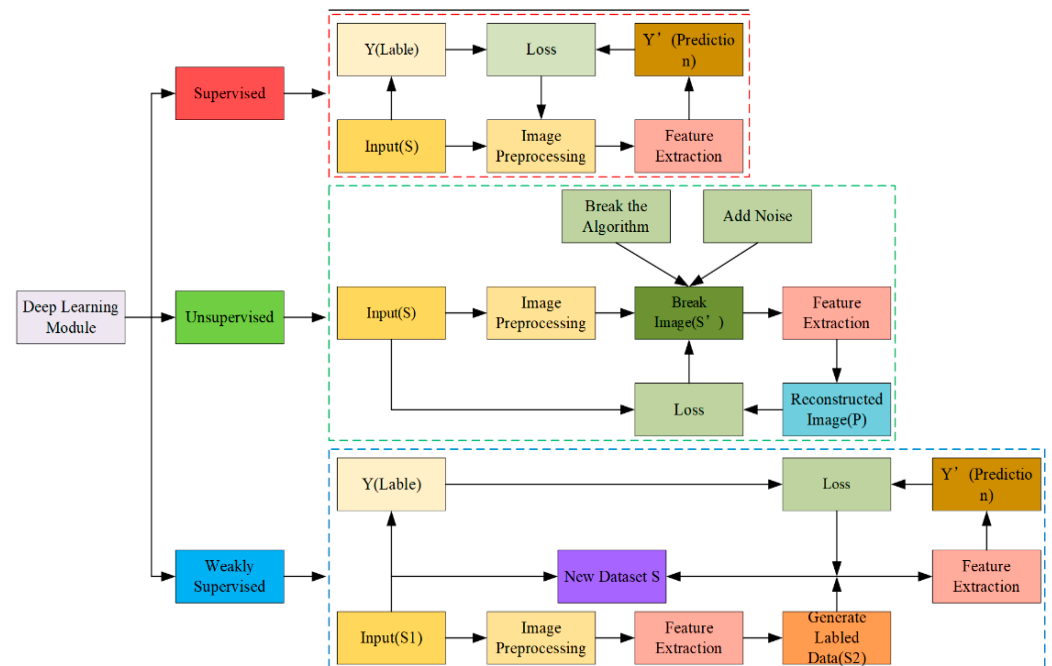 Y(Lable)
Loss
Y’(Predictio
n)
Supervised
Input(S)
Image
Preprocessing
Feature
Extraction
Break the
Algorithm
Add Noise
Deep Learning
Module
Unsupervised
Input(S)
Image
Preprocessing
Break
Image(S’)
Feature
Extraction
Loss
Reconstructed
Image(P)
Y(Lable)
Loss
Y’(Predictio
n)
Weakly
Supervised
New Dataset S
Feature
Extraction
Input(S1)
Image
Preprocessing
Feature
Extraction
Generate
Labled
Data(S2)